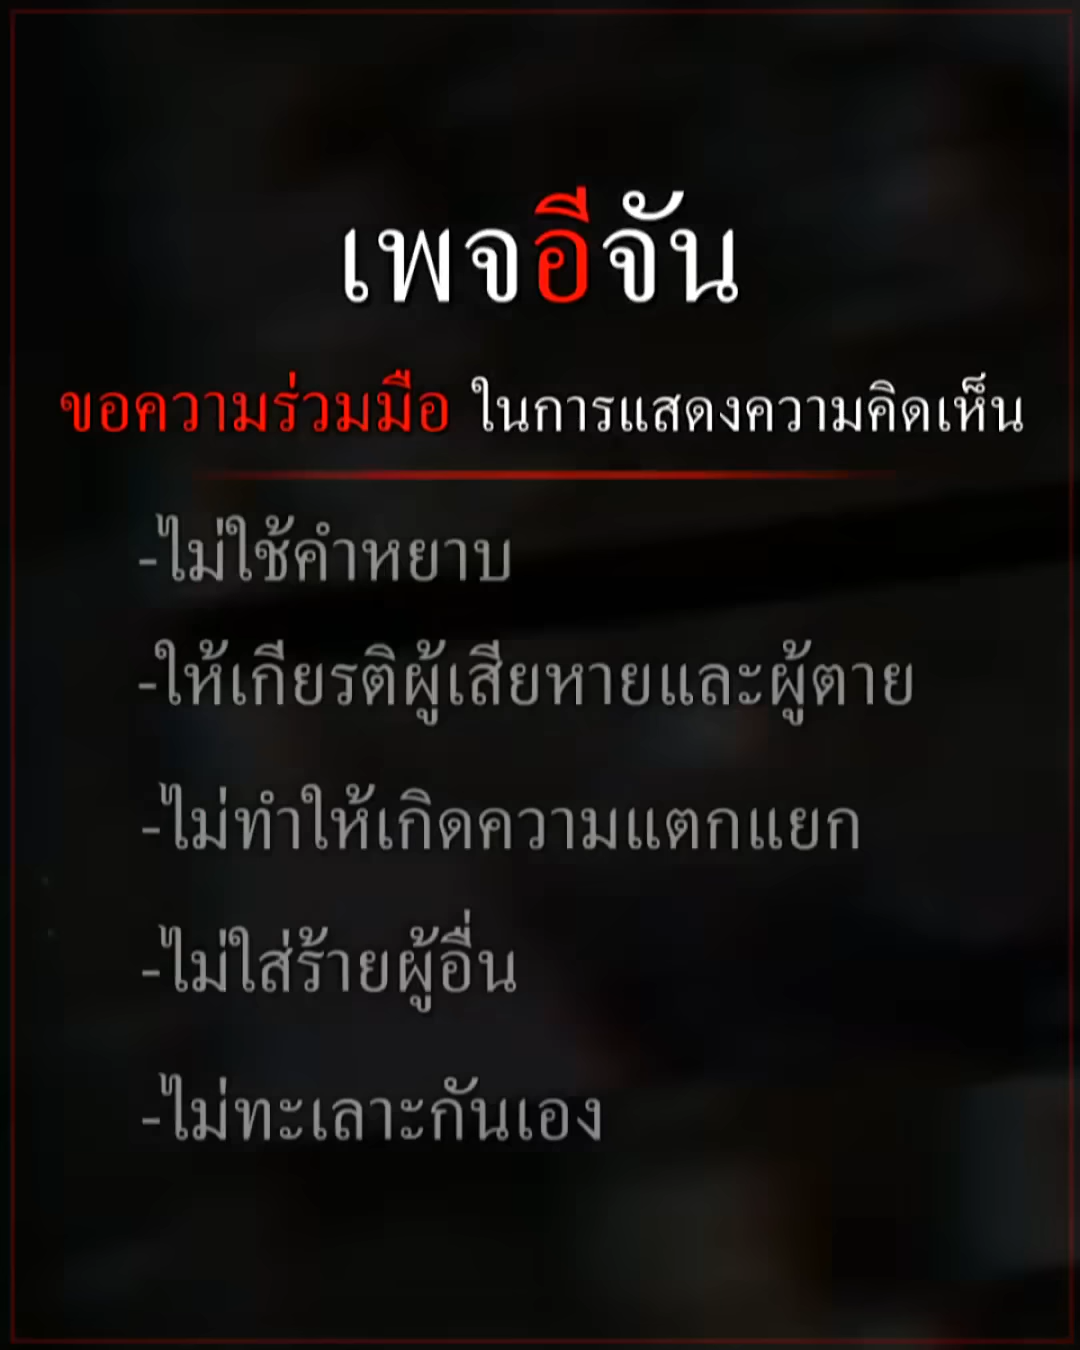 เพจอีจัน
ขอความร่วมมือ ในการแสดงความคิดเห็น
-ไม่ใช้คำหยาบ
-ให้เกียรติผู้เสียหายและผู้ตาย
-ไม่ทำให้เกิดความแตกแยก
-ไม่ใส่ร้ายผู้อื่น
-ไม่ทะเลาะกันเอง